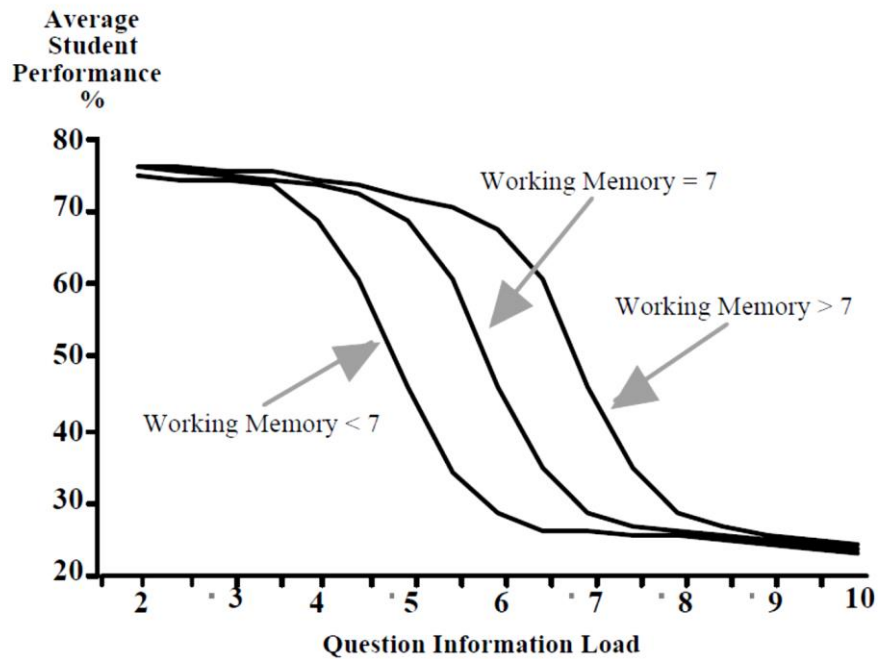 Average
Student
Performance
%
80
70
60
50
40
30
20
Working Memory = 7
Working Memory > 7
Working Memory < 7
2 3 4 5 6 7 8 9 10
Question Information Load